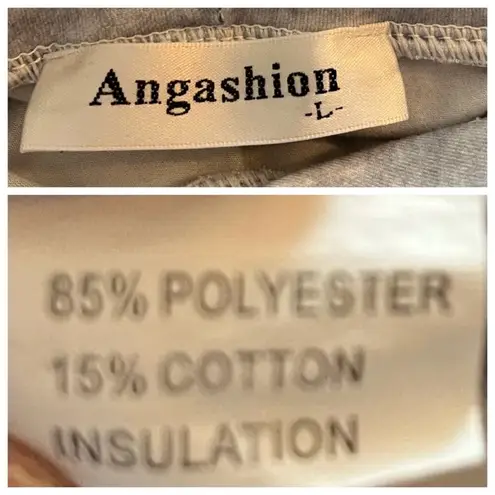 Angashion
-L-
85% POLYESTER
15% COTTON
INSULATION